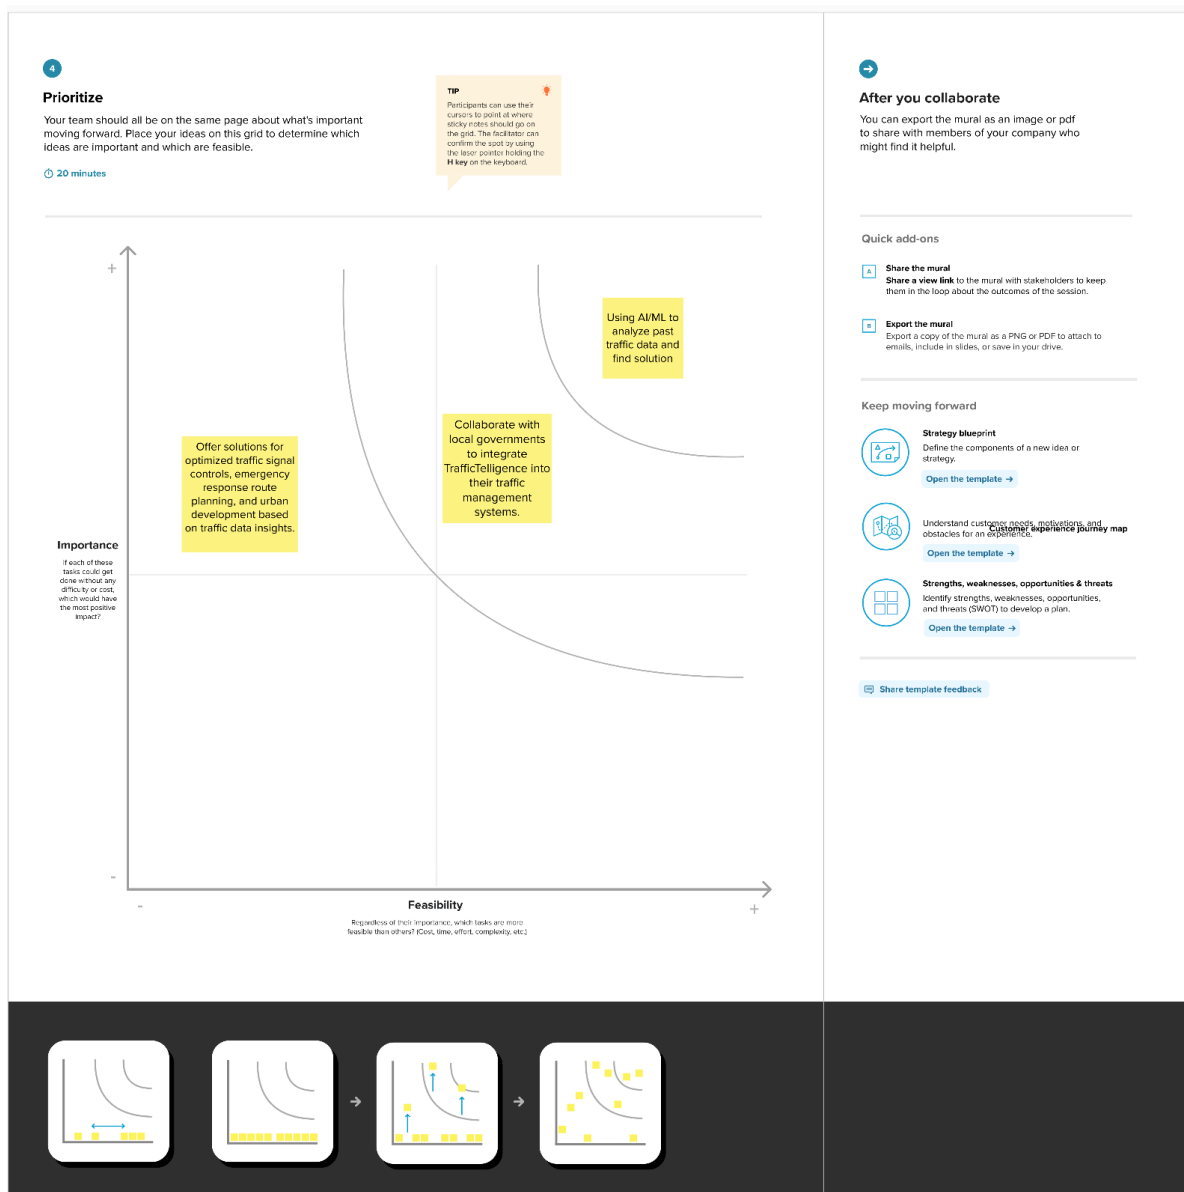 4
Prioritize
Your team should all be on the same page about what's important
moving forward. Place your ideas on this grid to determine which
ideas are important and which are feasible.
20 minutes
TIP
Participants can use their
cursors to point at where
sticky notes should go on
the grid. The facilitator can
confirm the spot by using
the laser pointer holding the
H key on the keyboard.
+
Using AI/ML to
analyze past
traffic data and
find solution
Offer solutions for
optimized traffic signal
controls, emergency
response route
planning, and urban
development based
on traffic data insights.
Collaborate with
local governments
to integrate
TrafficTelligence into
their traffic
management
systems.
Importance
If each of these
tasks could get
done without any
difficulty or cost,
which would have
the most positive
impact?
-
-
Feasibility
+
Regardless of their importance, which tasks are more
feasible than others? (Cost, time, effort, complexity, etc.)
After you collaborate
You can export the mural as an image or pdf
to share with members of your company who
might find it helpful.
Quick add-ons
A
Share the mural
Share a view link to the mural with stakeholders to keep
them in the loop about the outcomes of the session.
B
Export the mural
Export a copy of the mural as a PNG or PDF to attach to
emails, include in slides, or save in your drive.
Keep moving forward
Strategy blueprint
Define the components of a new idea or
strategy.
Open the template →
Understand customer needs, motivations, and
Customer experience journey map
obstacles for an experience.
Open the template →
Strengths, weaknesses, opportunities & threats
Identify strengths, weaknesses, opportunities,
and threats (SWOT) to develop a plan.
Open the template →
Share template feedback